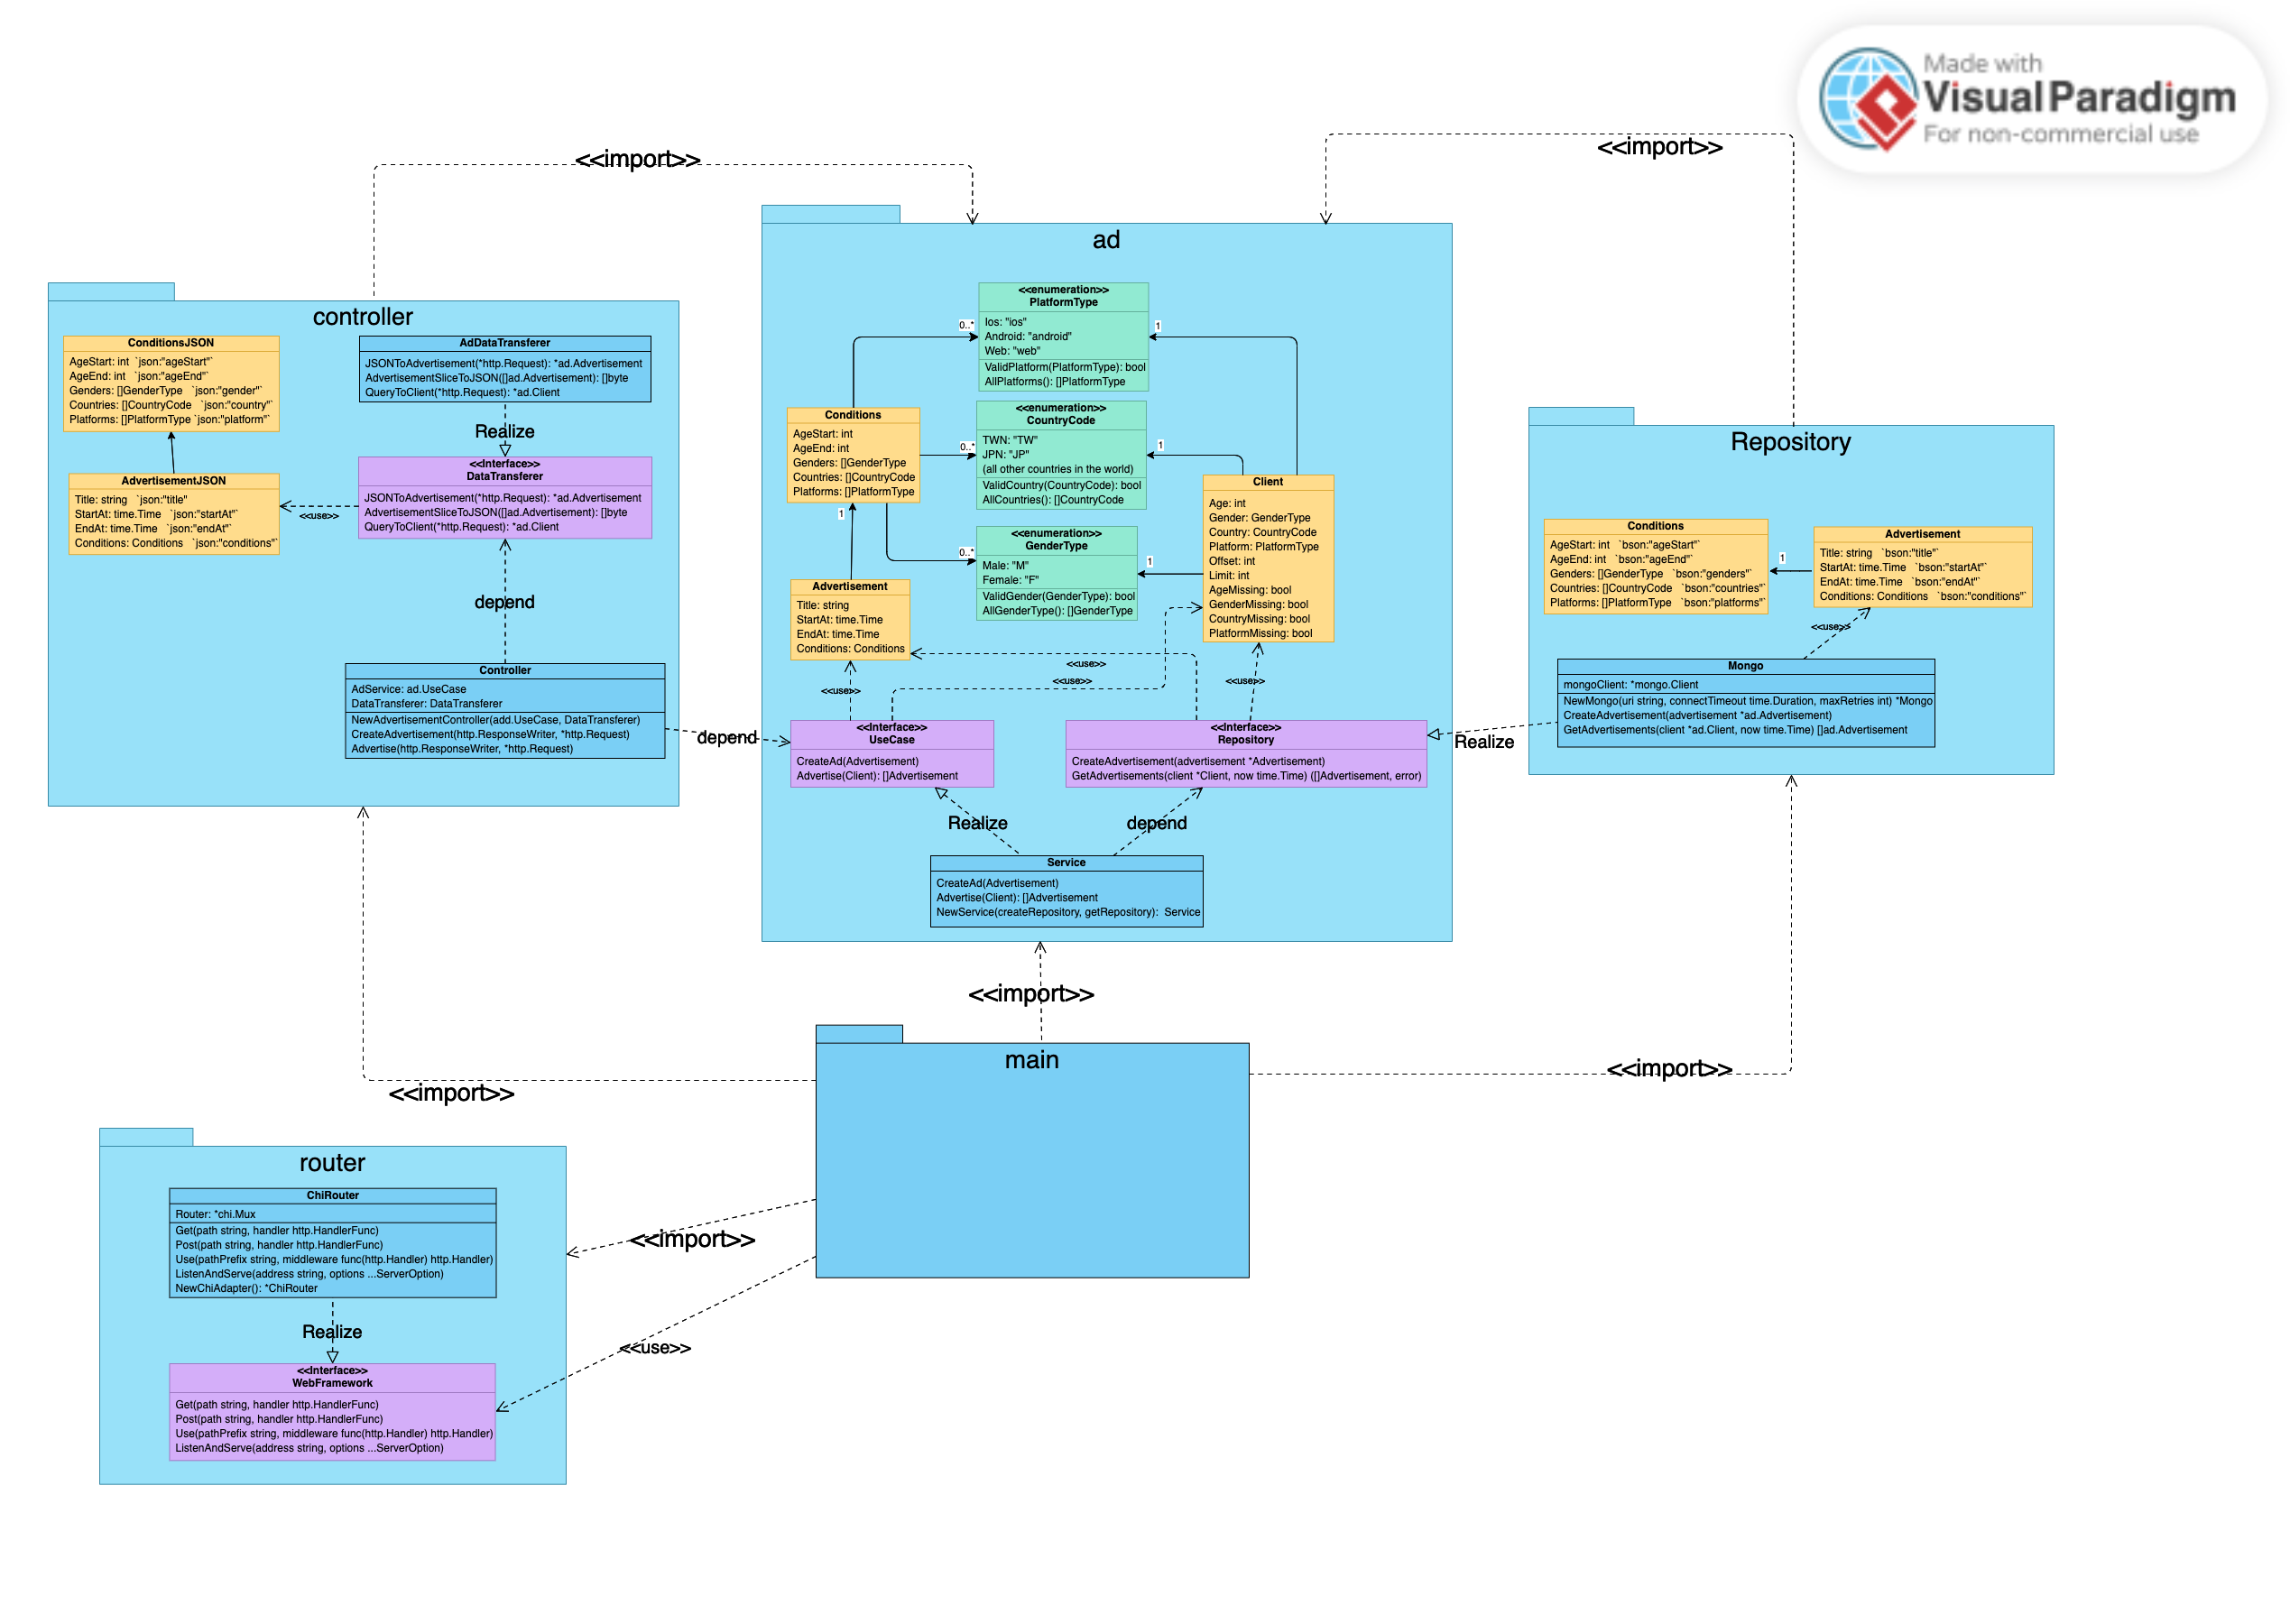 Made with
Visual Paradigm
For non-commercial use
<<import>>
<<import>>
controller
ConditionsJSON
AgeStart: int `json:"ageStart"`
AgeEnd: int `json:"ageEnd"`
Genders: []GenderType `json:"gender"`
Countries: []CountryCode `json:"country"`
Platforms: []PlatformType `json:"platform"`
AdDataTransferer
JSONToAdvertisement(*http.Request): *ad.Advertisement
AdvertisementSliceToJSON([]ad.Advertisement): []byte
QueryToClient(*http.Request): *ad.Client
Realize
AdvertisementJSON
Title: string `json:"title"
StartAt: time.Time `json:"startAt"`
EndAt: time.Time `json:"endAt"`
Conditions: Conditions `json:"conditions"`
<<use>>
<<Interface>>
DataTransferer
JSONToAdvertisement(*http.Request): *ad.Advertisement
AdvertisementSliceToJSON([]ad.Advertisement): []byte
QueryToClient(*http.Request): *ad.Client
depend
Controller
AdService: ad.UseCase
DataTransferer: DataTransferer
NewAdvertisementController(add.UseCase, DataTransferer)
CreateAdvertisement(http.ResponseWriter, *http.Request)
Advertise(http.ResponseWriter, *http.Request)
depend
ad
<<enumeration>>
PlatformType
Ios: "ios"
Android: "android"
Web: "web"
ValidPlatform(PlatformType): bool
AllPlatforms(): []PlatformType
0..*
1
Conditions
AgeStart: int
AgeEnd: int
Genders: []GenderType
Countries: []CountryCode
Platforms: []PlatformType
<<enumeration>>
CountryCode
TWN: "TW"
JPN: "JP"
(all other countries in the world)
ValidCountry(CountryCode): bool
AllCountries(): []CountryCode
0..*
1
Client
Age: int
Gender: GenderType
Country: CountryCode
Platform: PlatformType
Offset: int
Limit: int
AgeMissing: bool
GenderMissing: bool
CountryMissing: bool
PlatformMissing: bool
1
<<enumeration>>
GenderType
Male: "M"
Female: "F"
ValidGender(GenderType): bool
AllGenderType(): []GenderType
0..*
1
Advertisement
Title: string
StartAt: time.Time
EndAt: time.Time
Conditions: Conditions
<<use>>
<<use>>
<<use>>
<<use>>
<<Interface>>
UseCase
CreateAd(Advertisement)
Advertise(Client): []Advertisement
<<Interface>>
Repository
CreateAdvertisement(advertisement *Advertisement)
GetAdvertisements(client *Client, now time.Time) ([]Advertisement, error)
Realize
depend
Service
CreateAd(Advertisement)
Advertise(Client): []Advertisement
NewService(createRepository, getRepository): Service
Repository
Conditions
AgeStart: int `bson:"ageStart"`
AgeEnd: int `bson:"ageEnd"`
Genders: []GenderType `bson:"genders"`
Countries: []CountryCode `bson:"countries"`
Platforms: []PlatformType `bson:"platforms"`
1
Advertisement
Title: string `bson:"title"`
StartAt: time.Time `bson:"startAt"`
EndAt: time.Time `bson:"endAt"`
Conditions: Conditions `bson:"conditions"`
<<use>>
Mongo
mongoClient: *mongo.Client
NewMongo(uri string, connectTimeout time.Duration, maxRetries int) *Mongo
CreateAdvertisement(advertisement *ad.Advertisement)
GetAdvertisements(client *ad.Client, now time.Time) []ad.Advertisement
Realize
<<import>>
main
<<import>>
<<import>>
router
ChiRouter
Router: *chi.Mux
Get(path string, handler http.HandlerFunc)
Post(path string, handler http.HandlerFunc)
Use(pathPrefix string, middleware func(http.Handler) http.Handler)
ListenAndServe(address string, options ...ServerOption)
NewChiAdapter(): *ChiRouter
<<import>>
Realize
<<use>>
<<Interface>>
WebFramework
Get(path string, handler http.HandlerFunc)
Post(path string, handler http.HandlerFunc)
Use(pathPrefix string, middleware func(http.Handler) http.Handler)
ListenAndServe(address string, options ...ServerOption)